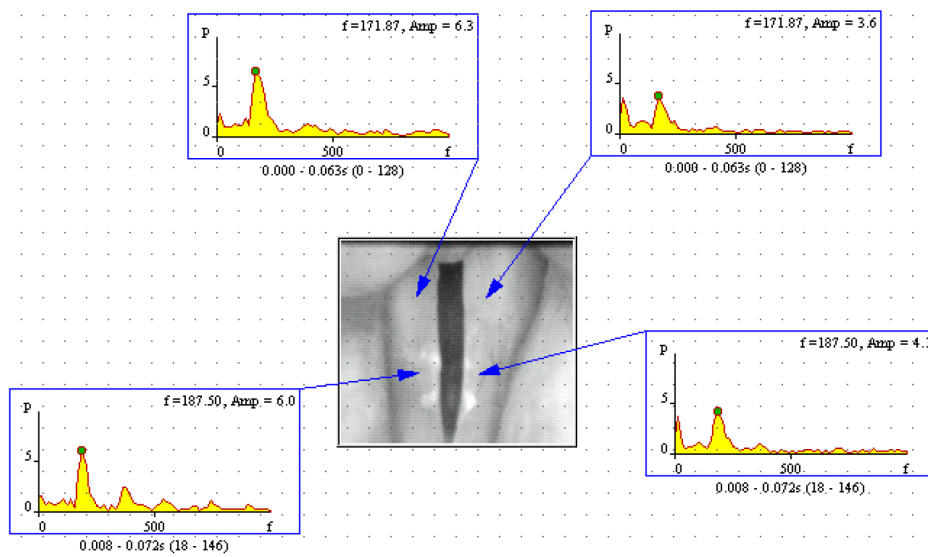 f=171.87, Amp = 6.3
p
5
0
0
500
f
0.000 - 0.063s (0 - 128)
f=171.87, Amp = 3.6
p
5
0
0
500
f
0.000 - 0.063s (0 - 128)
f=187.50, Amp = 4.1
p
5
0
0
500
f
0.008 - 0.072s (18 - 146)
f=187.50, Amp = 6.0
p
5
0
0
500
f
0.008 - 0.072s (18 - 146)